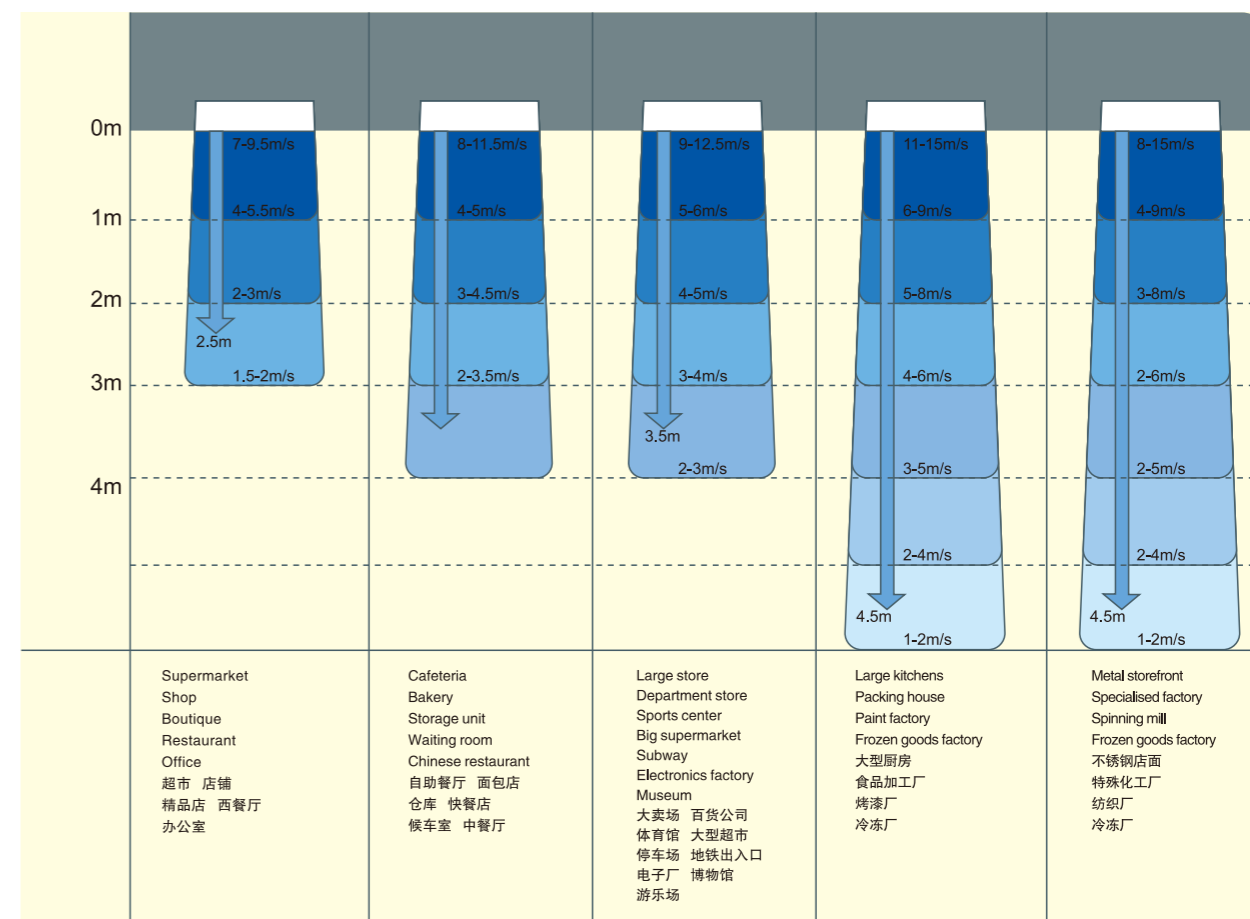 0m
7-9.5m/s
8-11.5m/s
9-12.5m/s
11-15m/s
8-15m/s
4-5.5m/s
4-5m/s
5-6m/s
6-9m/s
4-9m/s
1m
2-3m/s
3-4.5m/s
4-5m/s
5-8m/s
3-8m/s
2m
2.5m
1.5-2m/s
2-3.5m/s
3-4m/s
4-6m/s
2-6m/s
3m
3.5m
2-3m/s
3-5m/s
2-5m/s
4m
2-4m/s
2-4m/s
4.5m
4.5m
1-2m/s
1-2m/s
Supermarket
Shop
Boutique
Restaurant
Office
超市 店铺
精品店 西餐厅
办公室
Cafeteria
Bakery
Storage unit
Waiting room
Chinese restaurant
自助餐厅 面包店
仓库 快餐店
候车室 中餐厅
Large store
Department store
Sports center
Big supermarket
Subway
Electronics factory
Museum
大卖场 百货公司
体育馆 大型超市
停车场 地铁出入口
电子厂 博物馆
游乐场
Large kitchens
Packing house
Paint factory
Frozen goods factory
大型厨房
食品加工厂
烤漆厂
冷冻厂
Metal storefront
Specialised factory
Spinning mill
Frozen goods factory
不锈钢店面
特殊化工厂
纺织厂
冷冻厂